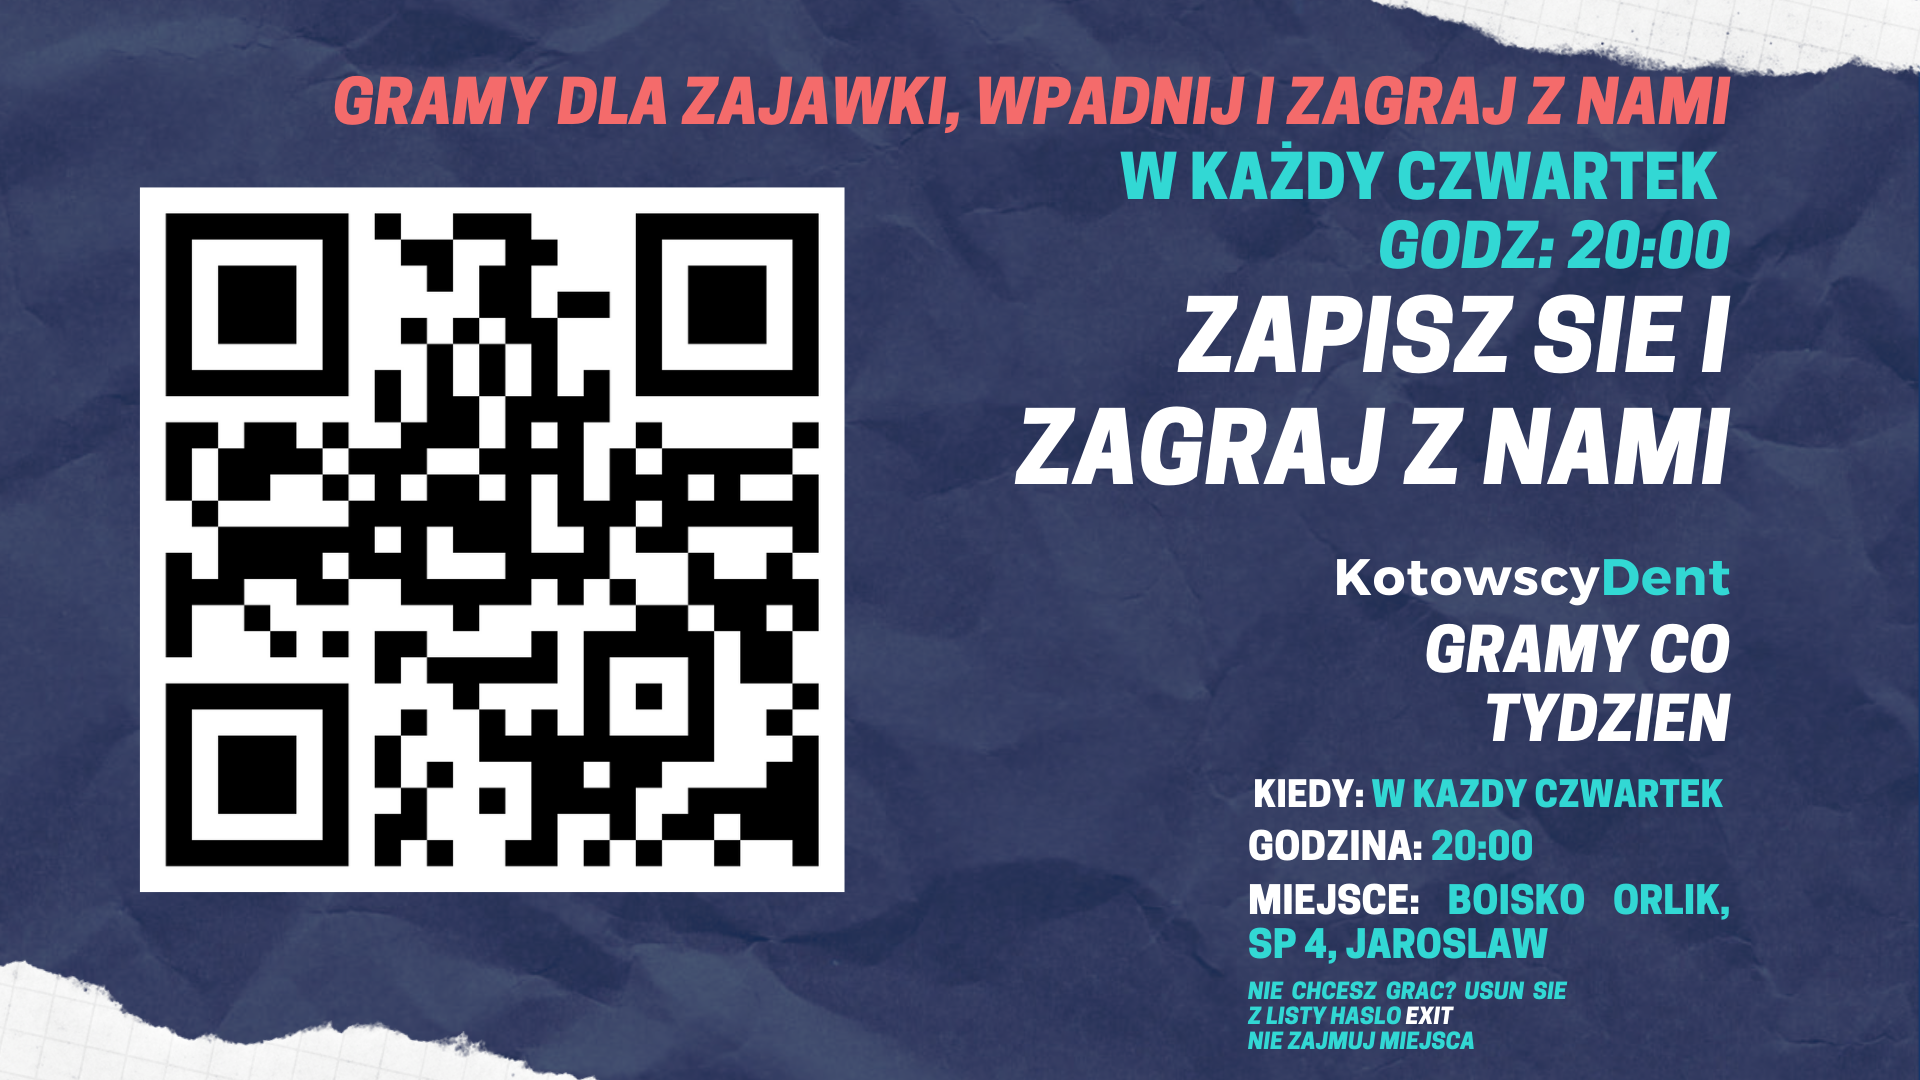 GRAMY DLA ZAJAWKI, WPADNIJ I ZAGRAJ Z NAMI
W KAŻDY CZWARTEK
GODZ: 20:00
ZAPISZ SIE I
ZAGRAJ Z NAMI
KotowscyDent
GRAMY CO
TYDZIEN
KIEDY: W KAZDY CZWARTEK
GODZINA: 20:00
MIEJSCE: BOISKO ORLIK,
SP 4, JAROSLAW
NIE CHCESZ GRAC? USUN SIE
Z LISTY HASLO EXIT
NIE ZAJMUJ MIEJSCA